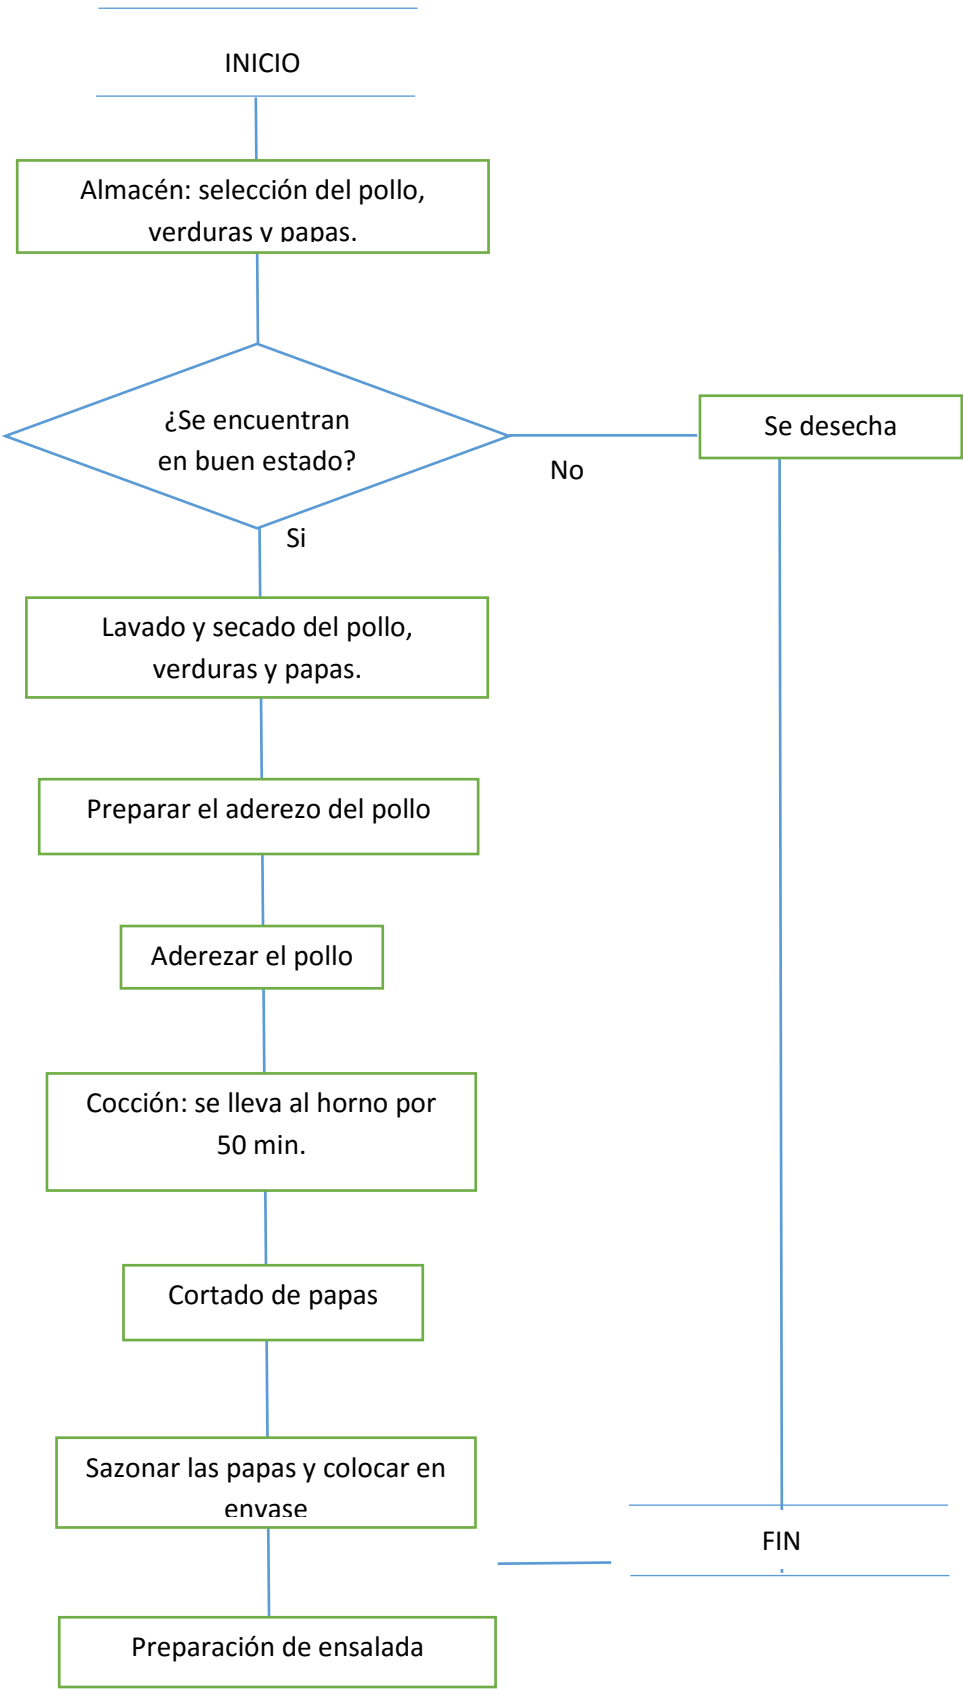 INICIO
Almacén: selección del pollo,
verduras y papas.
¿Se encuentran
en buen estado?
Se desecha
No
Si
Lavado y secado del pollo,
verduras y papas.
Preparar el aderezo del pollo
Aderezar el pollo
Cocción: se lleva al horno por
50 min.
Cortado de papas
Sazonar las papas y colocar en
envase
FIN
Preparación de ensalada